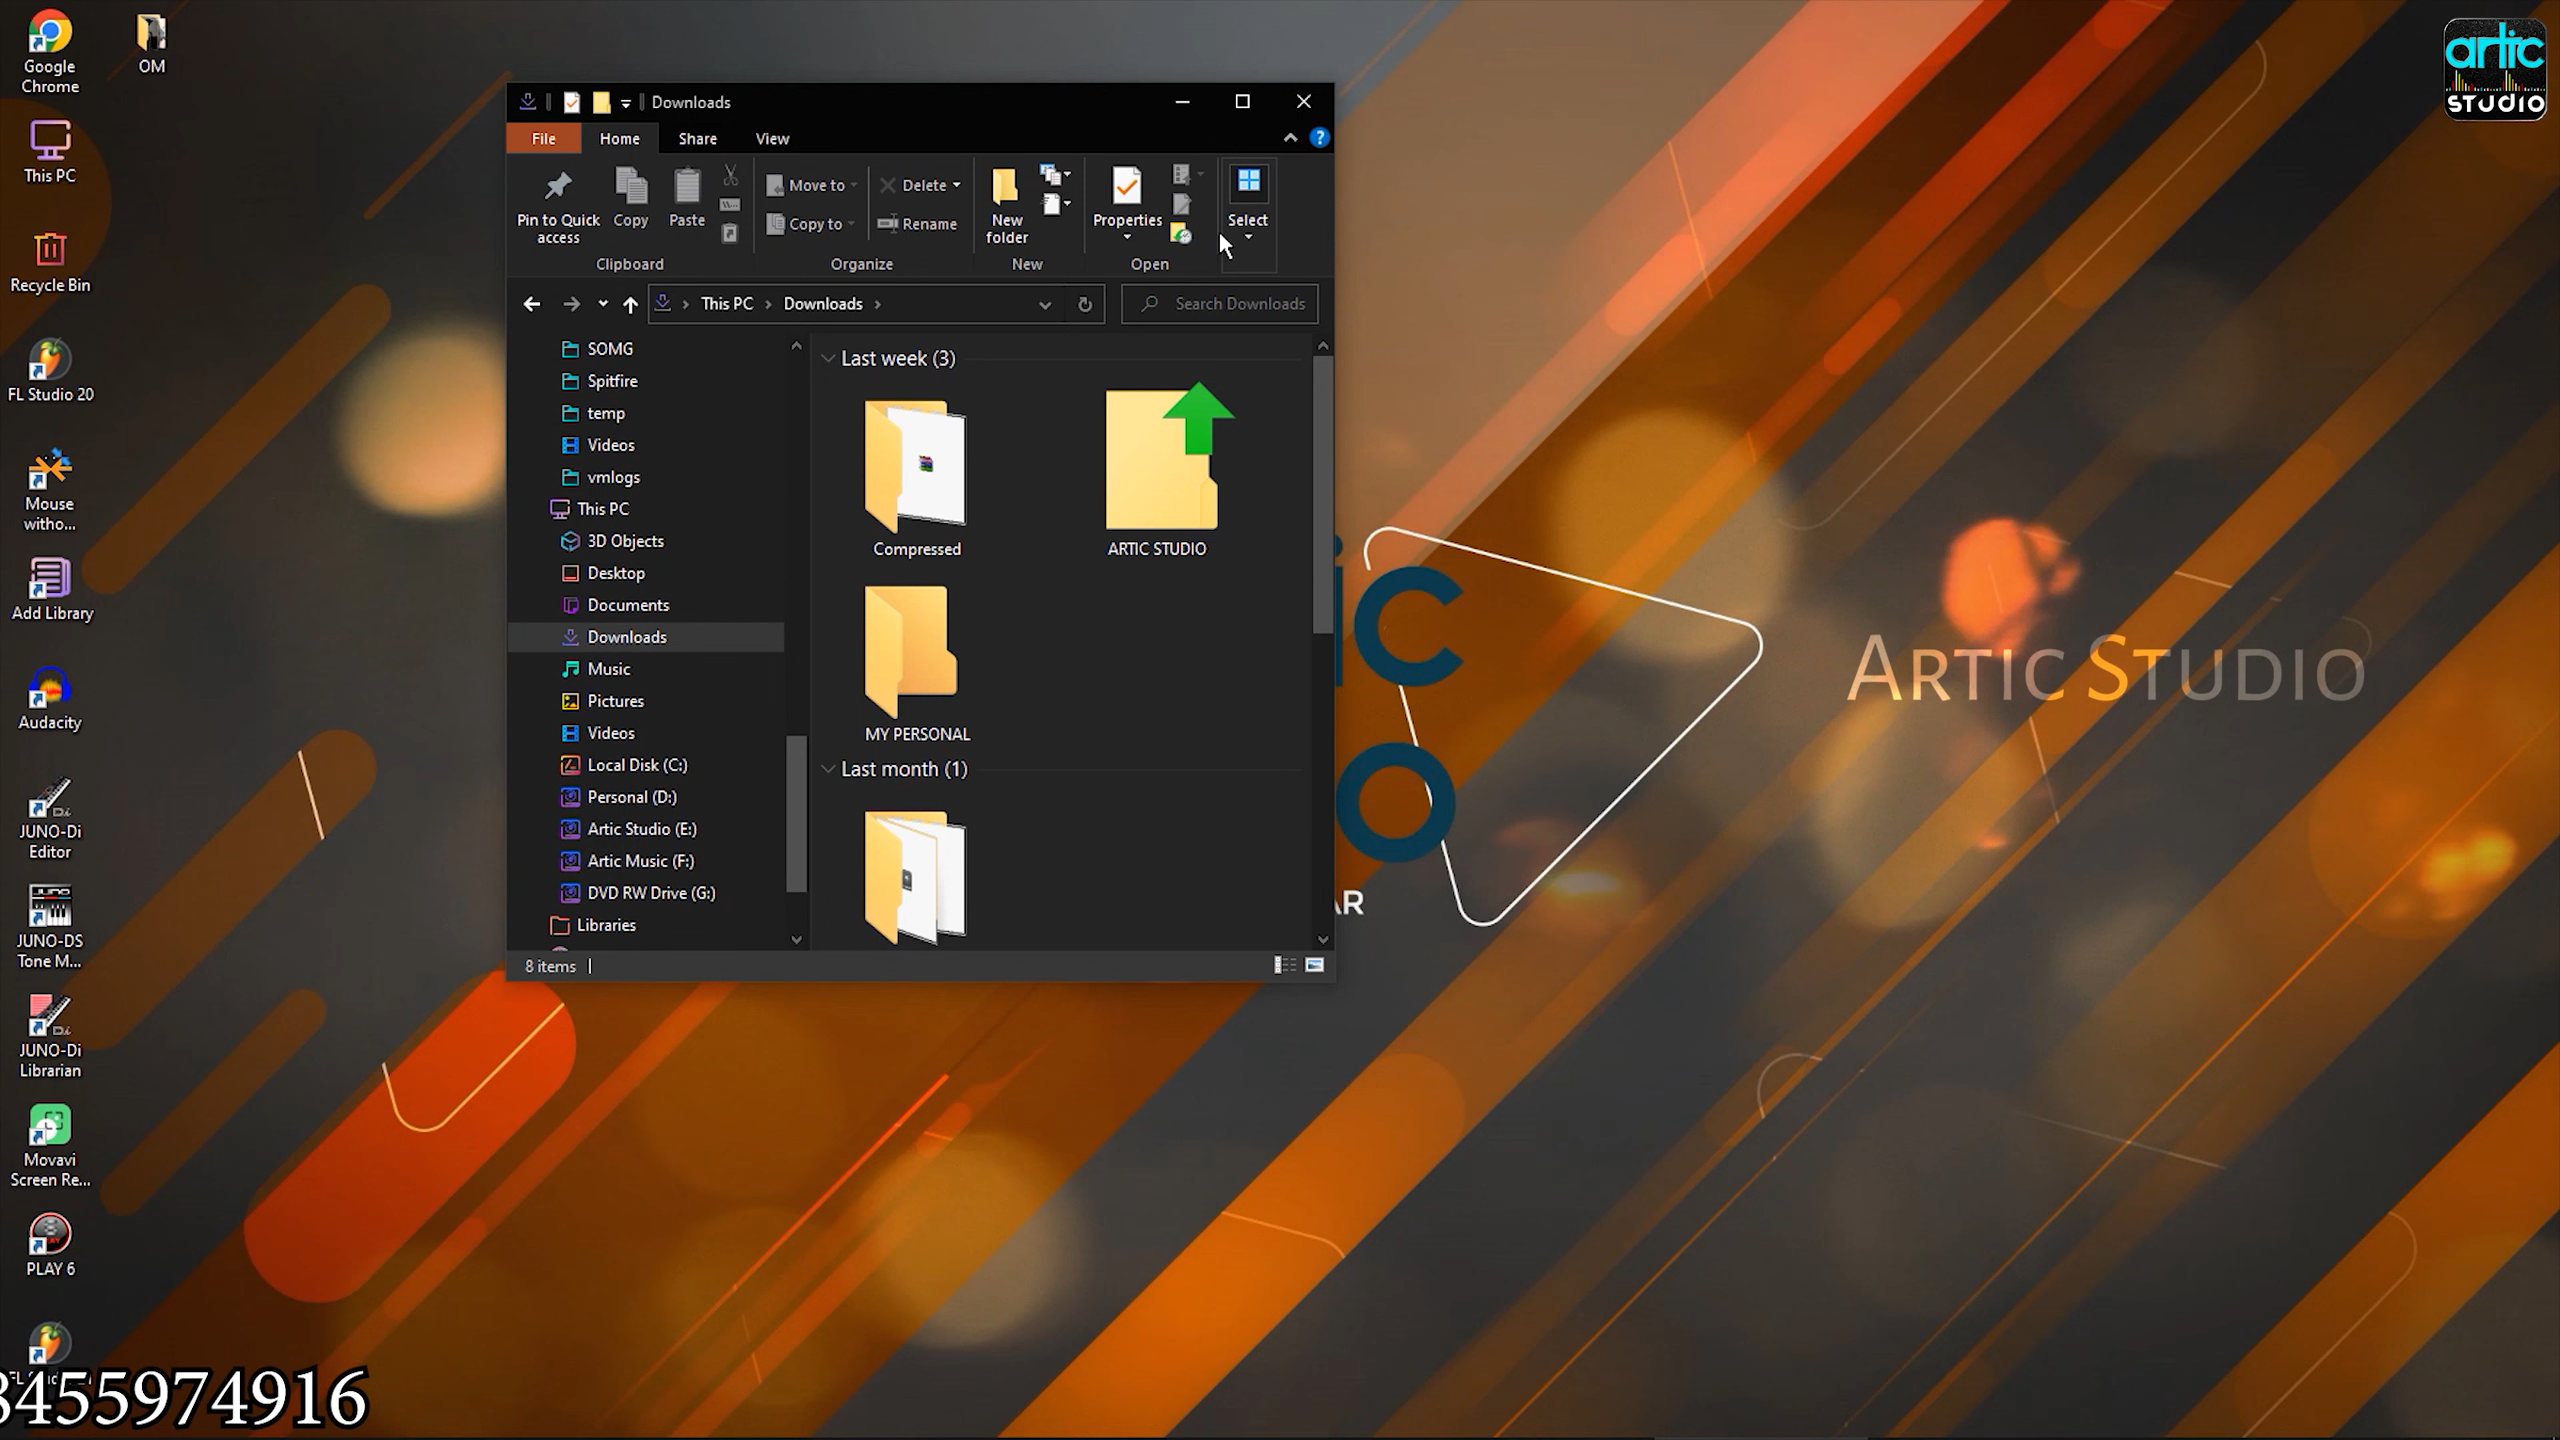 Google
Chrome
OM
This PC
Recycle Bin
FL Studio 20
Mouse
witho...
Add Library
Audacity
JUNO-Di
Editor
JUNO-DS
Tone M...
JUNO-Di
Librarian
Movavi
Screen Re...
PLAY 6
8455974916
Downloads
File Home Share View
Pin to Quick
access
Copy
Paste
Clipboard
Move to
Copy to
Delete
Rename
Organize
New
folder
New
Properties
Open
Select
This PC > Downloads >
Search Downloads
SOMG
Spitfire
temp
Videos
vmlogs
This PC
3D Objects
Desktop
Documents
Downloads
Music
Pictures
Videos
Local Disk (C:)
Personal (D:)
Artic Studio (E:)
Artic Music (F:)
DVD RW Drive (G:)
Libraries
Last week (3)
Compressed
ARTIC STUDIO
MY PERSONAL
Last month (1)
8 items
ARTIC STUDIO
artic
STUDIO